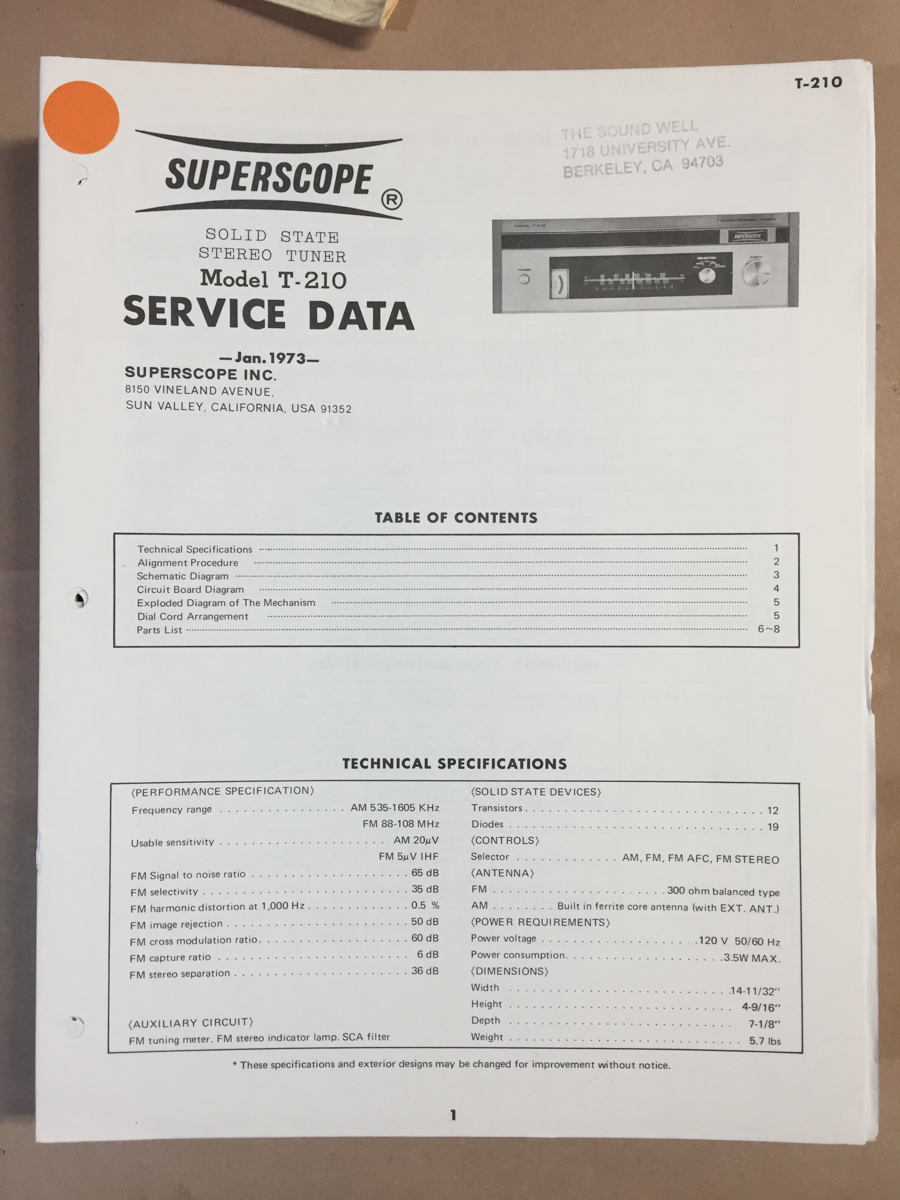 T-210
THE SOUND WELL
1718 UNIVERSITY AVE.
BERKELEY, CA 94703
SUPERSCOPE ®
SOLID STATE
STEREO TUNER
Model T-210
SERVICE DATA
—Jan.1973—
SUPERSCOPE INC.
8150 VINELAND AVENUE,
SUN VALLEY, CALIFORNIA, USA 91352
SUPERSCOPE
TABLE OF CONTENTS
Technical Specifications 1
Alignment Procedure 2
Schematic Diagram 3
Circuit Board Diagram 4
Exploded Diagram of The Mechanism 5
Dial Cord Arrangement 5
Parts List 6~8
TECHNICAL SPECIFICATIONS
〈PERFORMANCE SPECIFICATION〉
Frequency range . . . . . . . . . . . . . . . . AM 535-1605 KHz
FM 88-108 MHz
Usable sensitivity . . . . . . . . . . . . . . . . . . . . . AM 20μV
FM 5μV IHF
FM Signal to noise ratio . . . . . . . . . . . . . . . . . . . . 65 dB
FM selectivity . . . . . . . . . . . . . . . . . . . . . . . . . . 35 dB
FM harmonic distortion at 1,000 Hz . . . . . . . . . . . . . 0.5 %
FM image rejection . . . . . . . . . . . . . . . . . . . . . . . 50 dB
FM cross modulation ratio. . . . . . . . . . . . . . . . . . . 60 dB
FM capture ratio . . . . . . . . . . . . . . . . . . . . . . . . . 6 dB
FM stereo separation . . . . . . . . . . . . . . . . . . . . . . 36 dB
〈AUXILIARY CIRCUIT〉
FM tuning meter. FM stereo indicator lamp. SCA filter
〈SOLID STATE DEVICES〉
Transistors . . . . . . . . . . . . . . . . . . . . . . . . . . . . . . 12
Diodes . . . . . . . . . . . . . . . . . . . . . . . . . . . . . . . . 19
〈CONTROLS〉
Selector . . . . . . . . . . . . . AM, FM, FM AFC, FM STEREO
〈ANTENNA〉
FM . . . . . . . . . . . . . . . . . . . . . . 300 ohm balanced type
AM . . . . . . . . Built in ferrite core antenna (with EXT. ANT.)
〈POWER REQUIREMENTS〉
Power voltage . . . . . . . . . . . . . . . . . . . . 120 V 50/60 Hz
Power consumption. . . . . . . . . . . . . . . . . . . . 3.5W MAX.
〈DIMENSIONS〉
Width . . . . . . . . . . . . . . . . . . . . . . . . . . . . 14-11/32"
Height . . . . . . . . . . . . . . . . . . . . . . . . . . . . . 4-9/16"
Depth . . . . . . . . . . . . . . . . . . . . . . . . . . . . . 7-1/8"
Weight . . . . . . . . . . . . . . . . . . . . . . . . . . . . 5.7 lbs
* These specifications and exterior designs may be changed for improvement without notice.
1